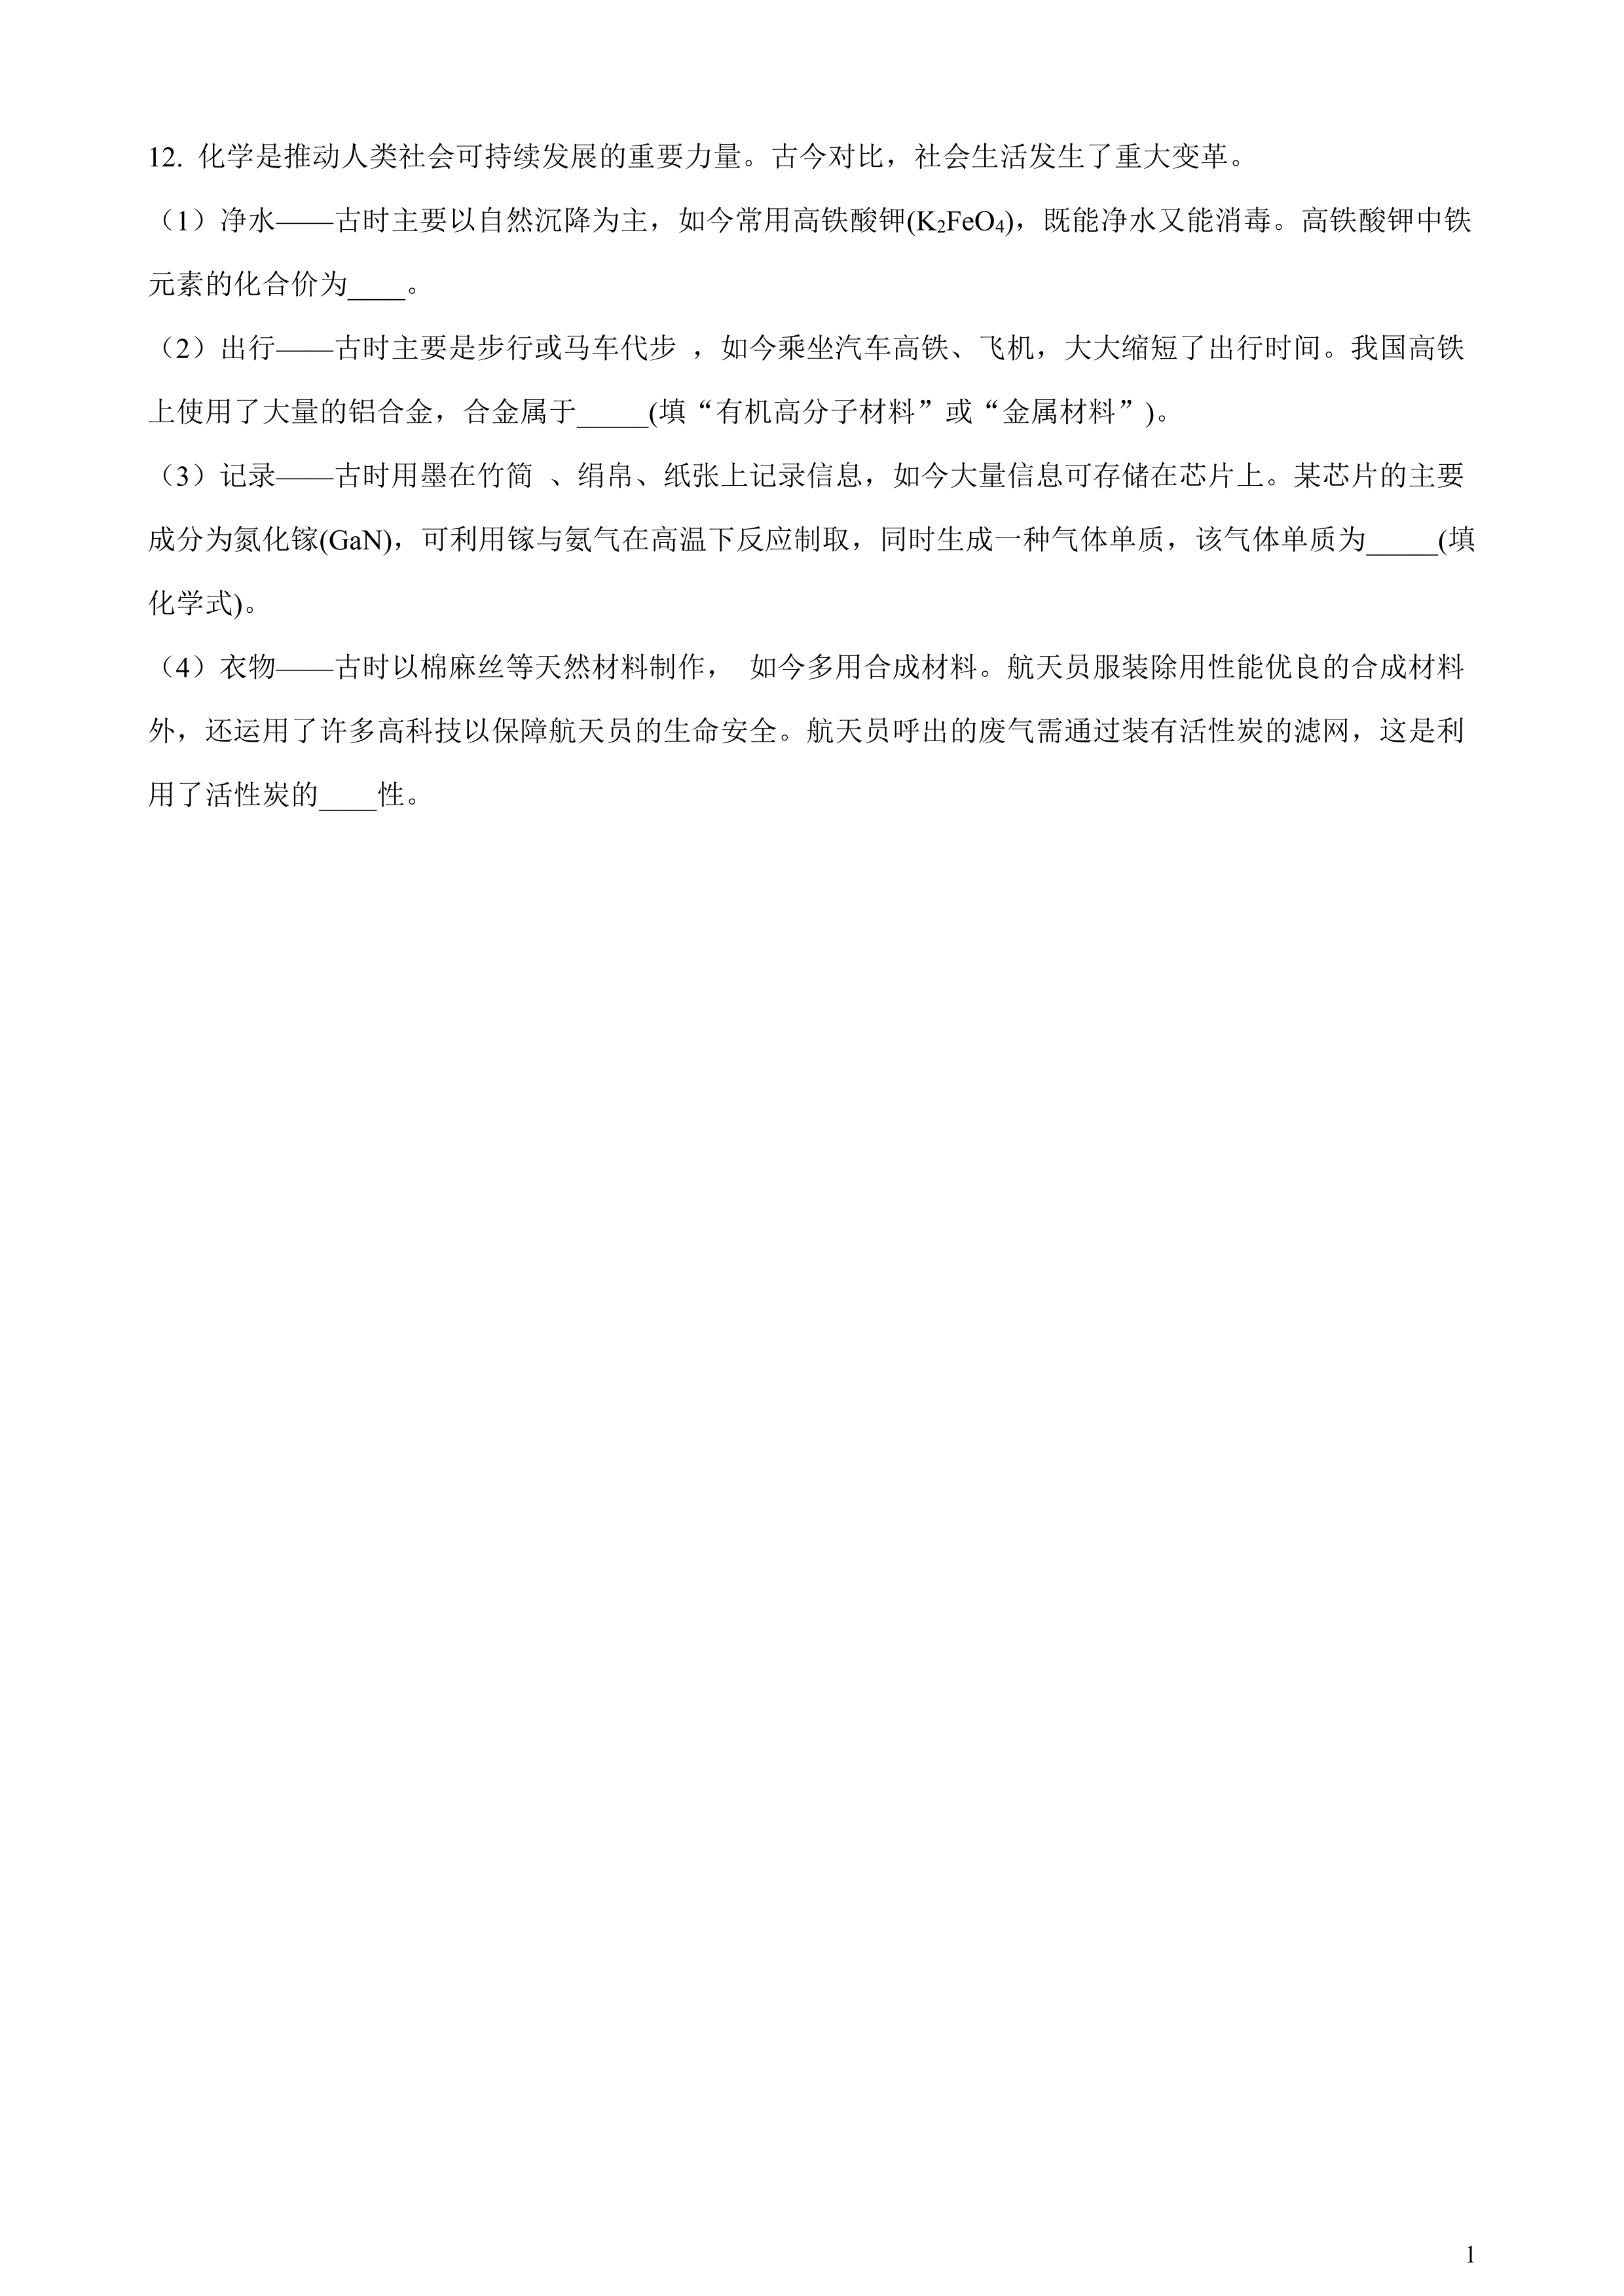 12. 化学是推动人类社会可持续发展的重要力量。古今对比，社会生活发生了重大变革。
（1）净水——古时主要以自然沉降为主，如今常用高铁酸钾(K₂FeO₄)，既能净水又能消毒。高铁酸钾中铁
元素的化合价为____。
（2）出行——古时主要是步行或马车代步 ，如今乘坐汽车高铁、飞机，大大缩短了出行时间。我国高铁
上使用了大量的铝合金，合金属于_____(填“有机高分子材料”或“金属材料”)。
（3）记录——古时用墨在竹简 、绢帛、纸张上记录信息，如今大量信息可存储在芯片上。某芯片的主要
成分为氮化镓(GaN)，可利用镓与氨气在高温下反应制取，同时生成一种气体单质，该气体单质为_____(填
化学式)。
（4）衣物——古时以棉麻丝等天然材料制作， 如今多用合成材料。航天员服装除用性能优良的合成材料
外，还运用了许多高科技以保障航天员的生命安全。航天员呼出的废气需通过装有活性炭的滤网，这是利
用了活性炭的____性。
1